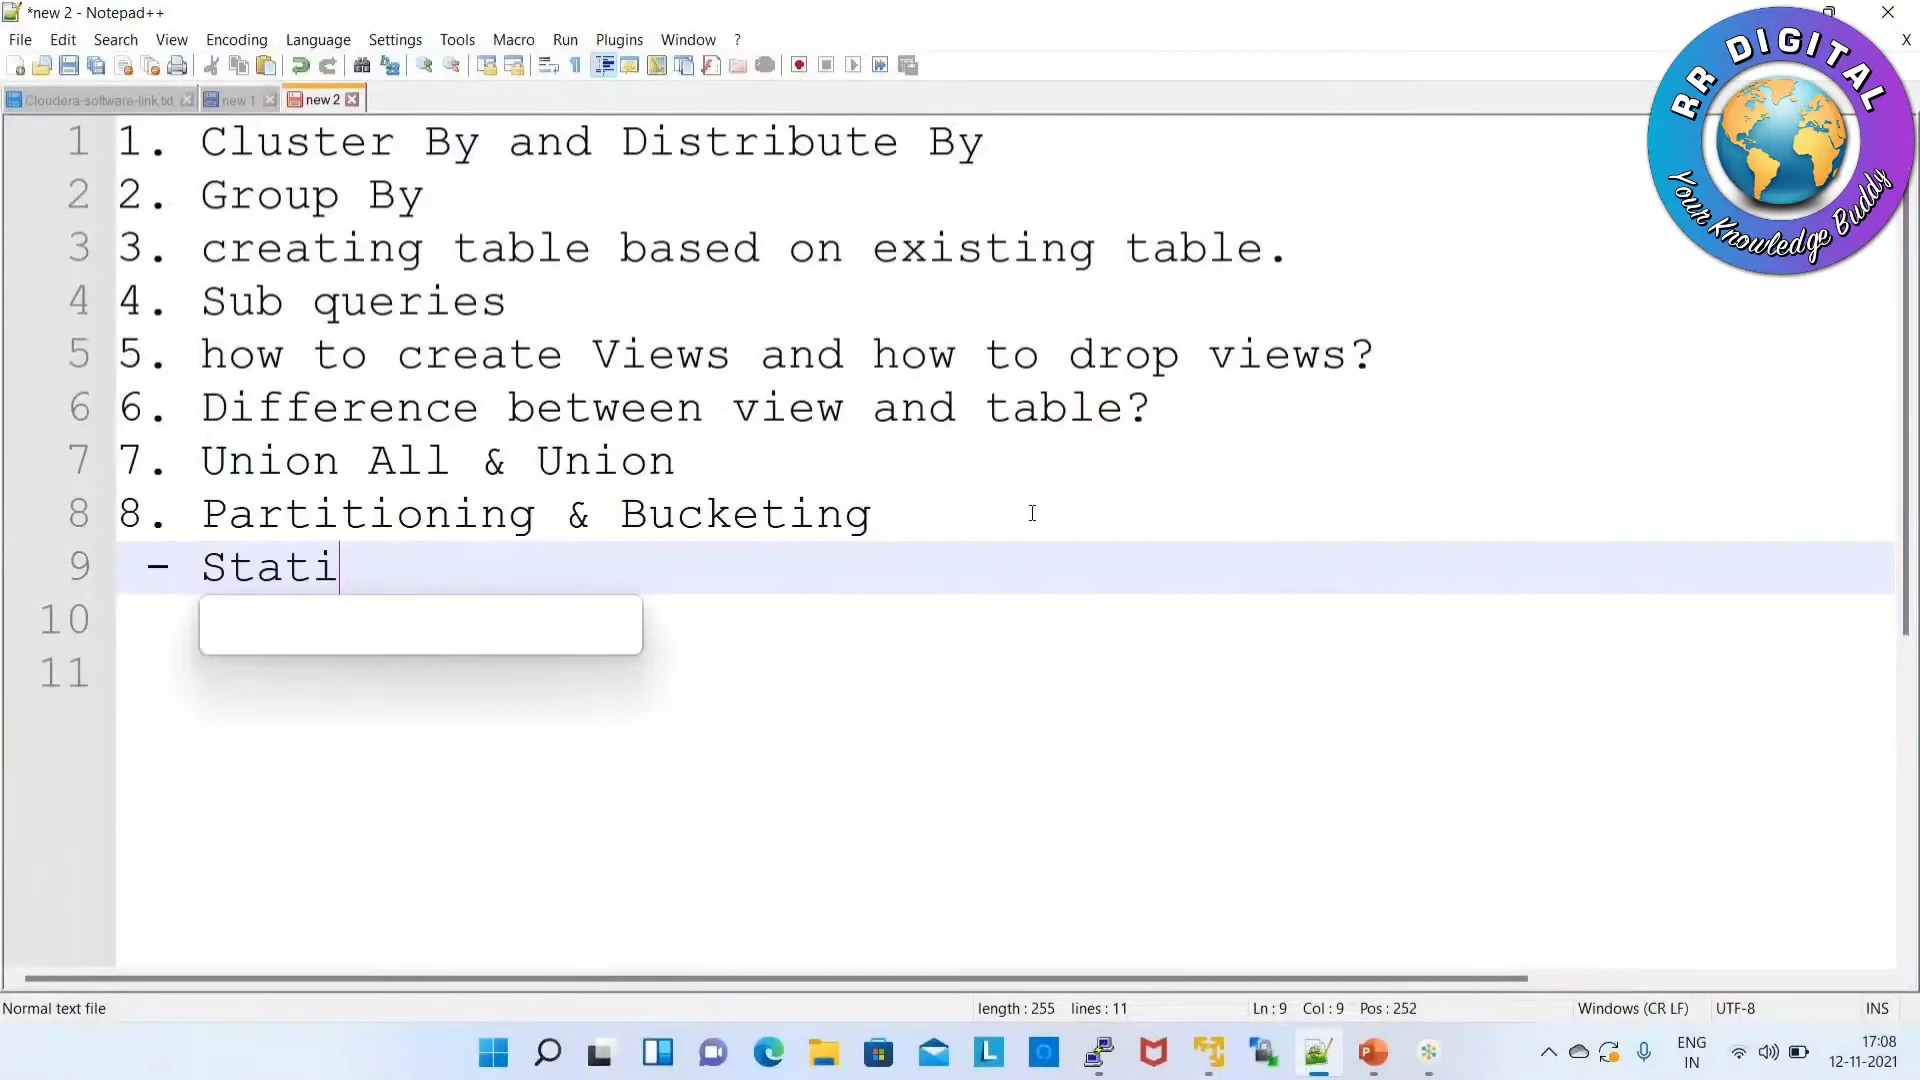 *new 2 - Notepad++
File Edit Search View Encoding Language Settings Tools Macro Run Plugins Window ?
X
Cloudera-software-link.txt new 1 new 2
RR DIGITAL
Your Knowledge Buddy
1 1. Cluster By and Distribute By
2 2. Group By
3 3. creating table based on existing table.
4 4. Sub queries
5 5. how to create Views and how to drop views?
6 6. Difference between view and table?
7 7. Union All & Union
8 8. Partitioning & Bucketing
9 - Stati
10
11
Normal text file length : 255 lines : 11 Ln : 9 Col : 9 Pos : 252 Windows (CR LF) UTF-8 INS
ENG
IN
17:08
12-11-2021